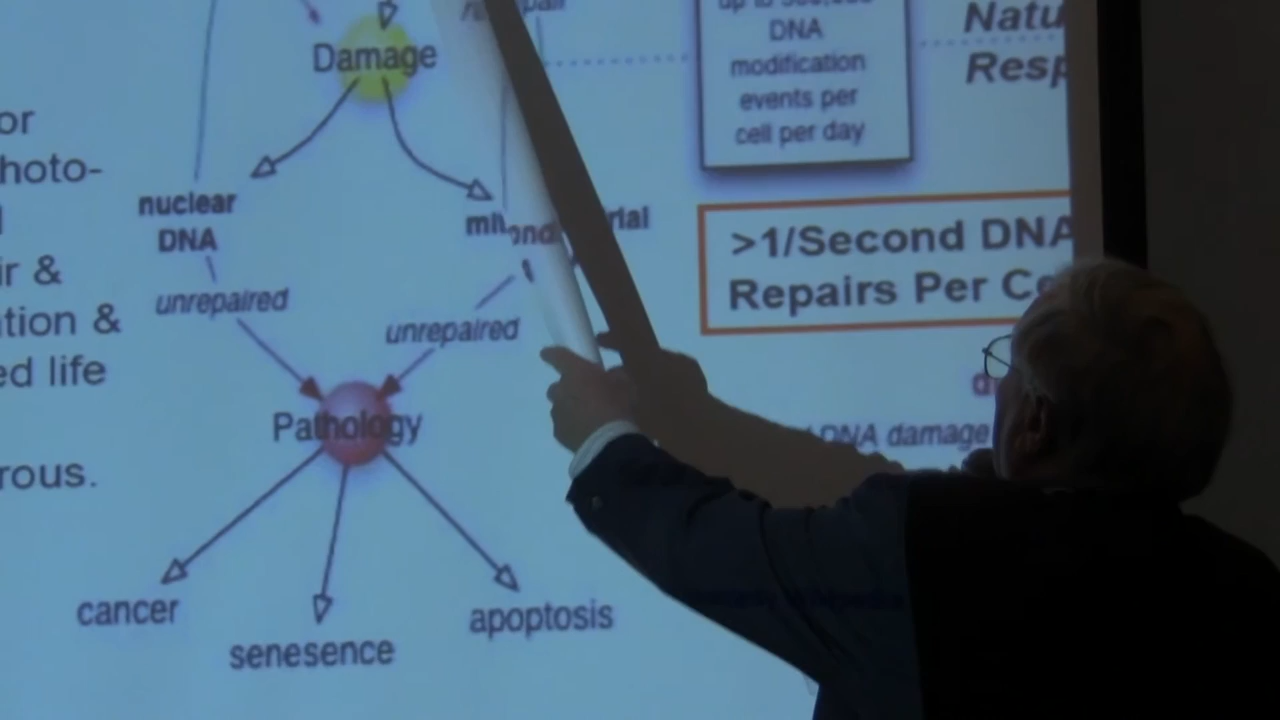 Damage
DNA
modification
events per
cell per day
Natu
Resp
or
hoto-
ir &
tion &
ed life
rous.
nuclear
DNA
unrepaired
unrepaired
rial
>1/Second DNA
Repairs Per
Pathology
DNA damage
cancer
senesence
apoptosis